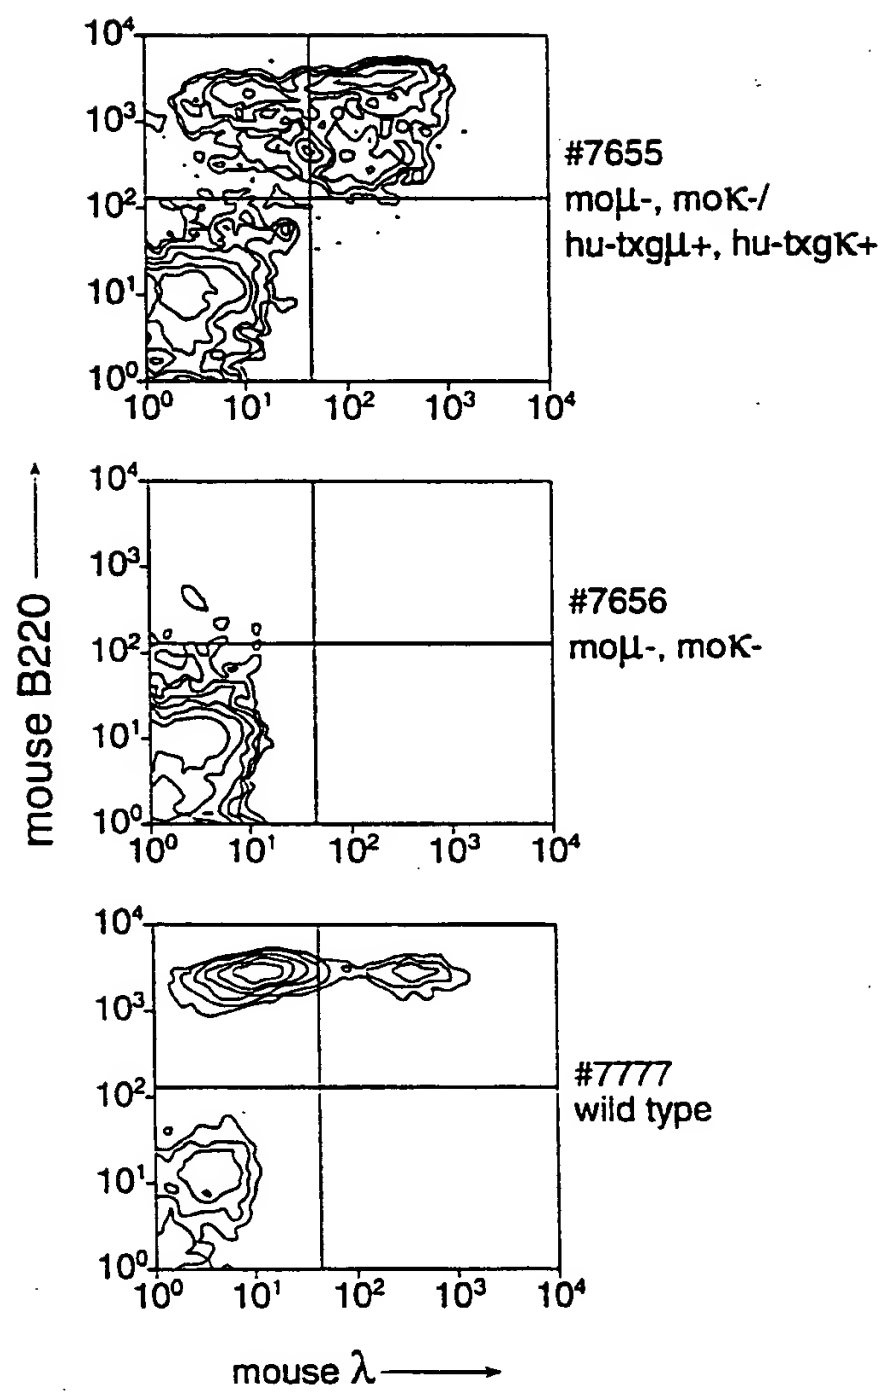 10⁴
10³
10²
10¹
10⁰
10⁰ 10¹ 10² 10³ 10⁴
#7655
moμ-, moκ-/
hu-txgμ+, hu-txgκ+
10⁴
10³
10²
10¹
10⁰
10⁰ 10¹ 10² 10³ 10⁴
#7656
moμ-, moκ-
mouse B220
10⁴
10³
10²
10¹
10⁰
10⁰ 10¹ 10² 10³ 10⁴
#7777
wild type
mouse λ